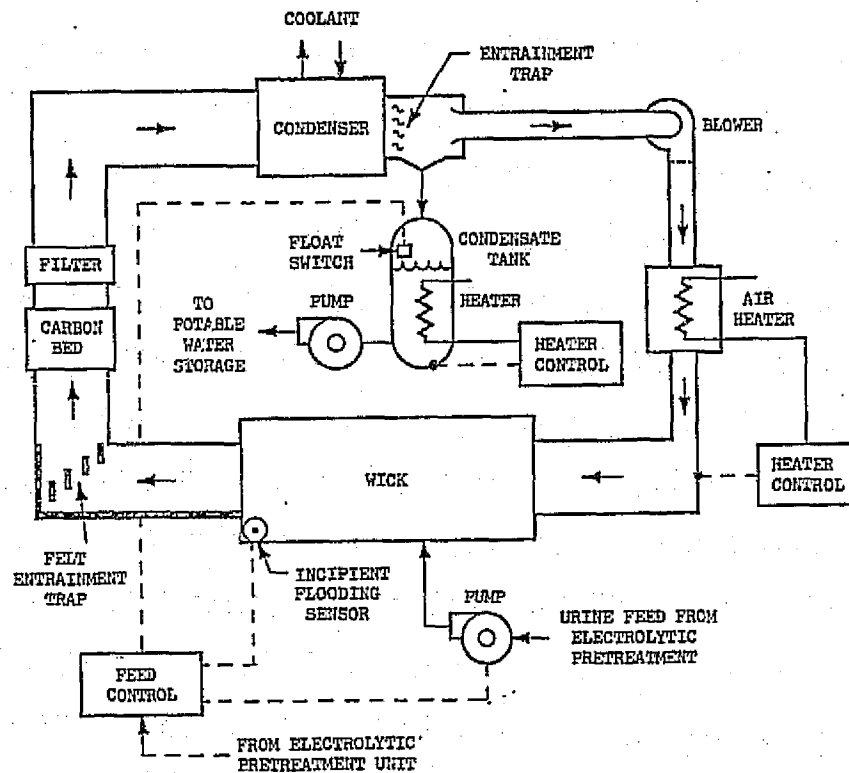 COOLANT
ENTRAINMENT
TRAP
CONDENSER
BLOWER
FLOAT
SWITCH
CONDENSATE
TANK
FILTER
CARBON
BED
TO
POTABLE
WATER
STORAGE
PUMP
HEATER
HEATER
CONTROL
AIR
HEATER
WICK
HEATER
CONTROL
FELT
ENTRAINMENT
TRAP
INCIPIENT
FLOODING
SENSOR
PUMP
URINE FEED FROM
ELECTROLYTIC
PRETREATMENT
FEED
CONTROL
FROM ELECTROLYTIC
PRETREATMENT UNIT